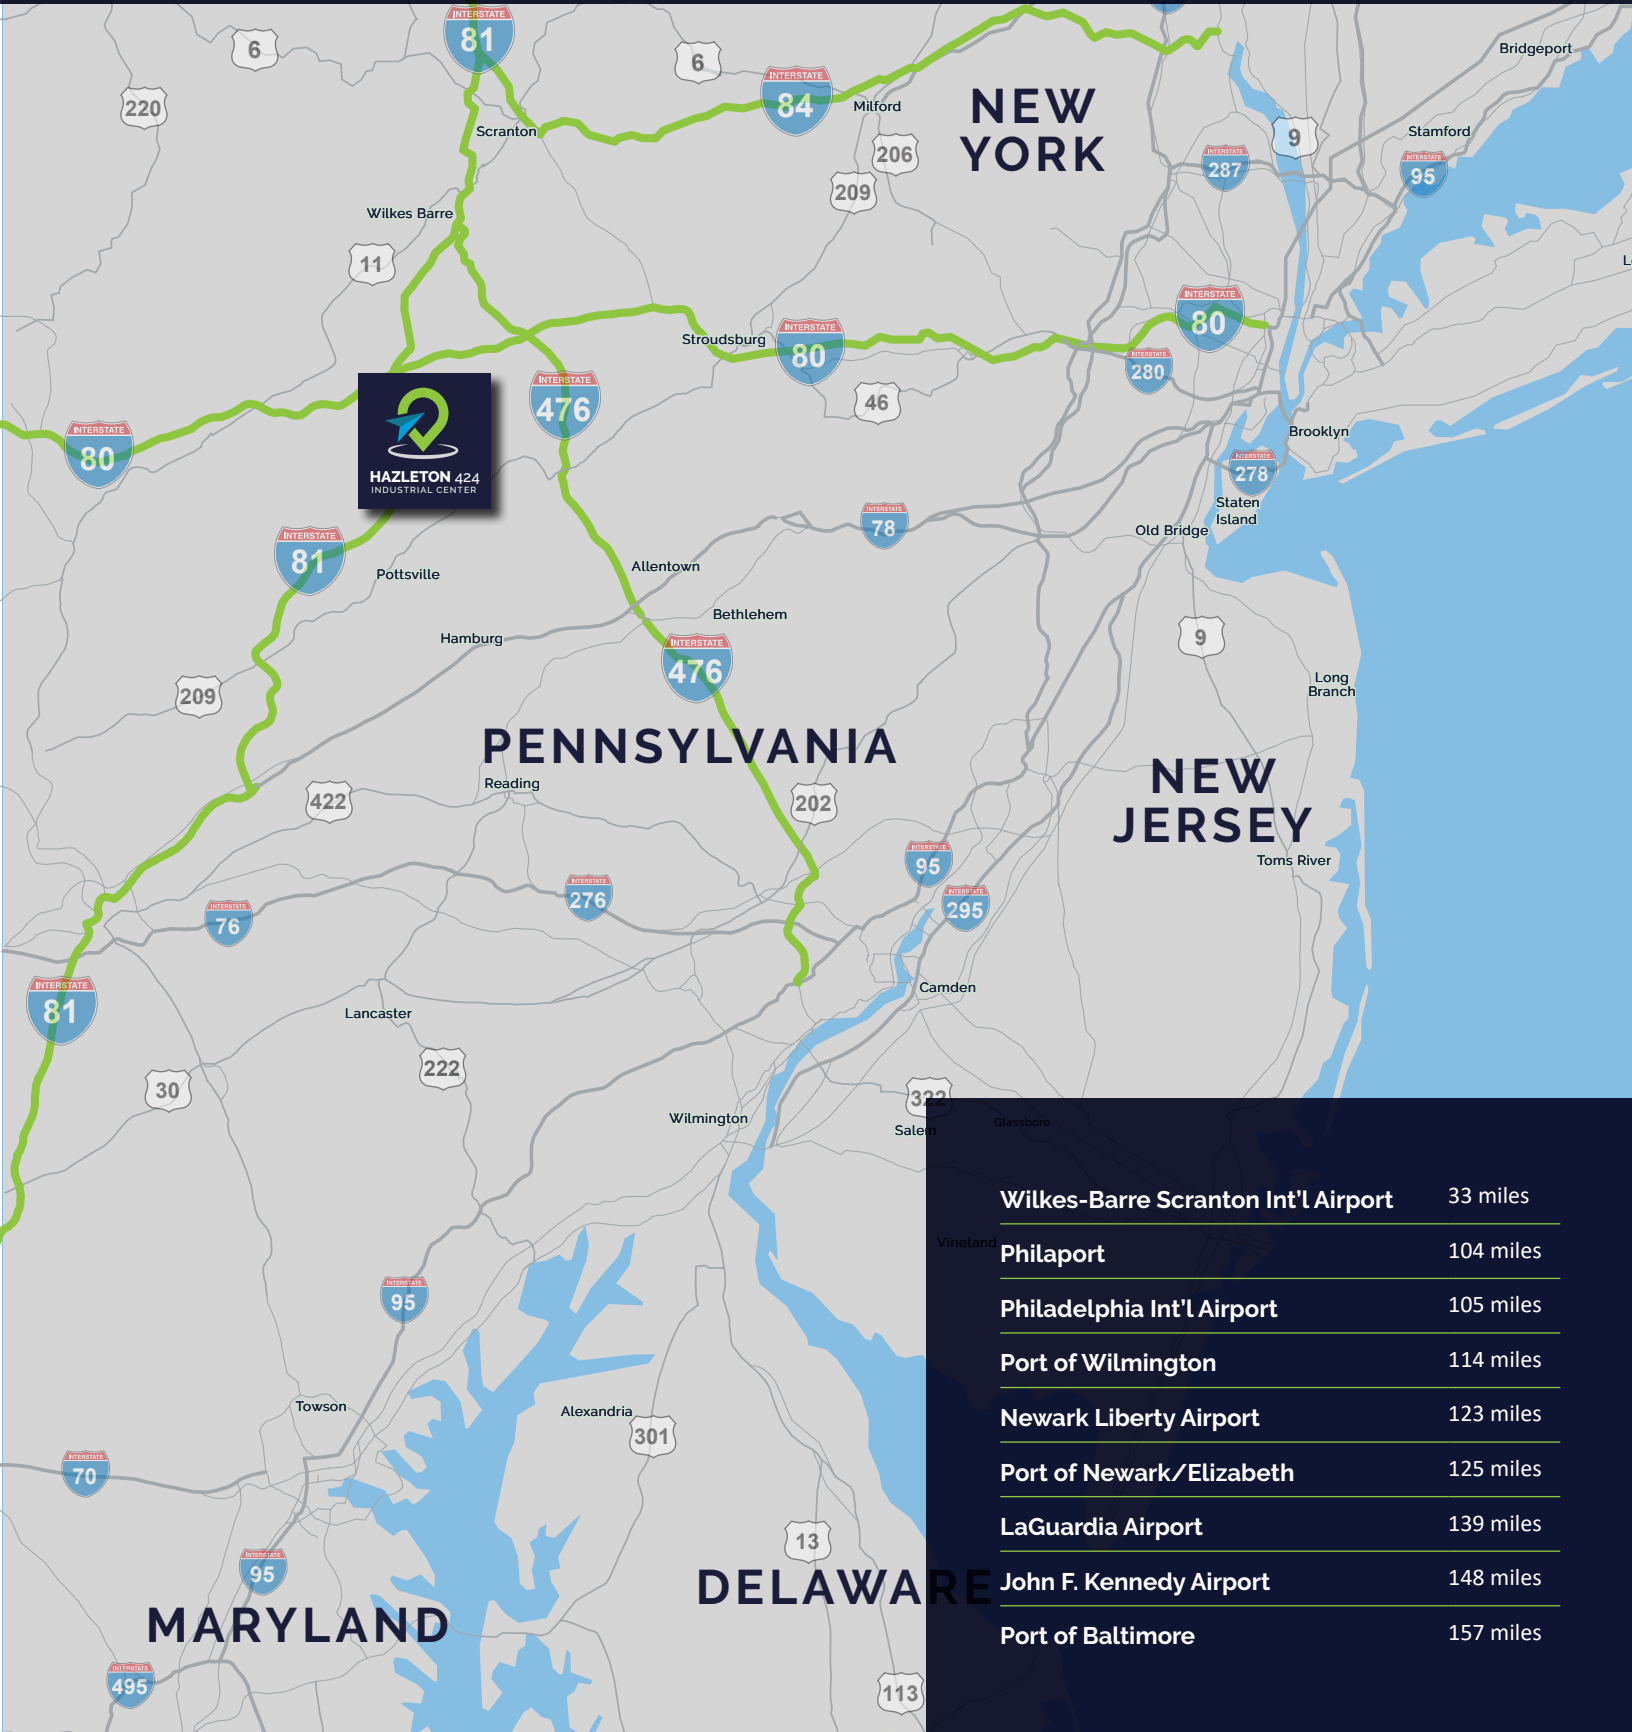 INTERSTATE
81
6
6
220
INTERSTATE
84
Milford
NEW
YORK
Bridgeport
Scranton
206
209
INTERSTATE
287
9
Stamford
INTERSTATE
95
Wilkes Barre
11
L
Stroudsburg
INTERSTATE
80
INTERSTATE
80
INTERSTATE
280
46
INTERSTATE
476
INTERSTATE
80
HAZLETON 424
INDUSTRIAL CENTER
Brooklyn
INTERSTATE
278
Staten
Island
Old Bridge
INTERSTATE
78
INTERSTATE
81
Pottsville
Allentown
Bethlehem
Hamburg
INTERSTATE
476
9
Long
Branch
209
PENNSYLVANIA
Reading
422
202
NEW
JERSEY
Toms River
INTERSTATE
95
INTERSTATE
295
INTERSTATE
276
INTERSTATE
76
INTERSTATE
81
Camden
Lancaster
222
30
322
Wilmington
Salem
Glassboro
Vineland
Wilkes-Barre Scranton Int'l Airport 33 miles
Philaport 104 miles
Philadelphia Int'l Airport 105 miles
Port of Wilmington 114 miles
Newark Liberty Airport 123 miles
Port of Newark/Elizabeth 125 miles
LaGuardia Airport 139 miles
John F. Kennedy Airport 148 miles
Port of Baltimore 157 miles
INTERSTATE
95
Towson
Alexandria
301
INTERSTATE
70
13
INTERSTATE
95
DELAWARE
MARYLAND
INTERSTATE
495
113